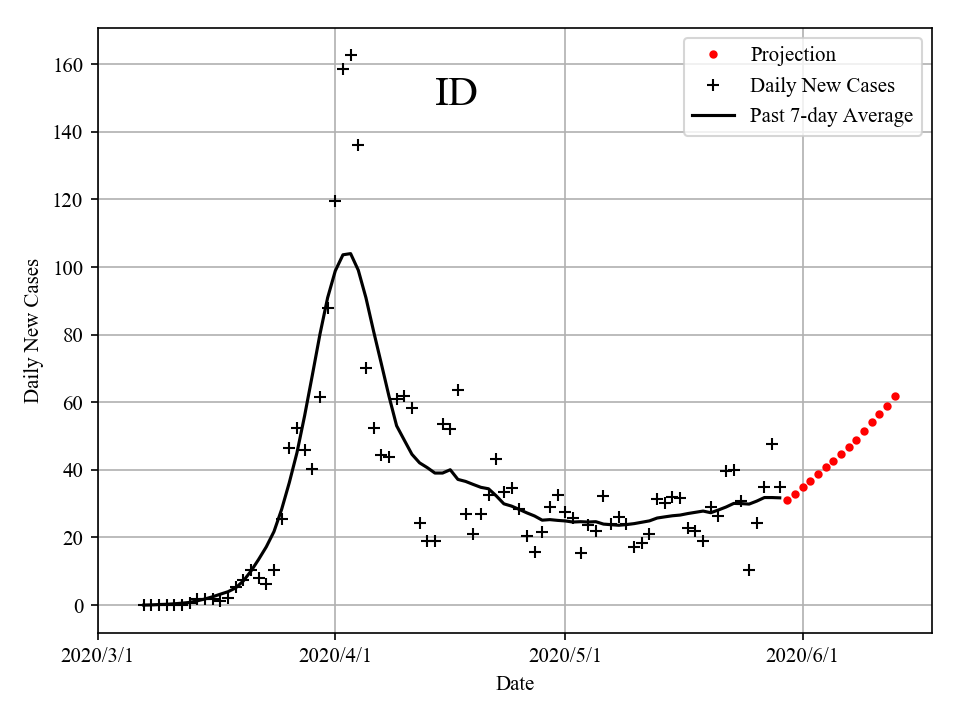 ID
Projection
Daily New Cases
Past 7-day Average
Daily New Cases
160
140
120
100
80
60
40
20
0
2020/3/1
2020/4/1
2020/5/1
2020/6/1
Date